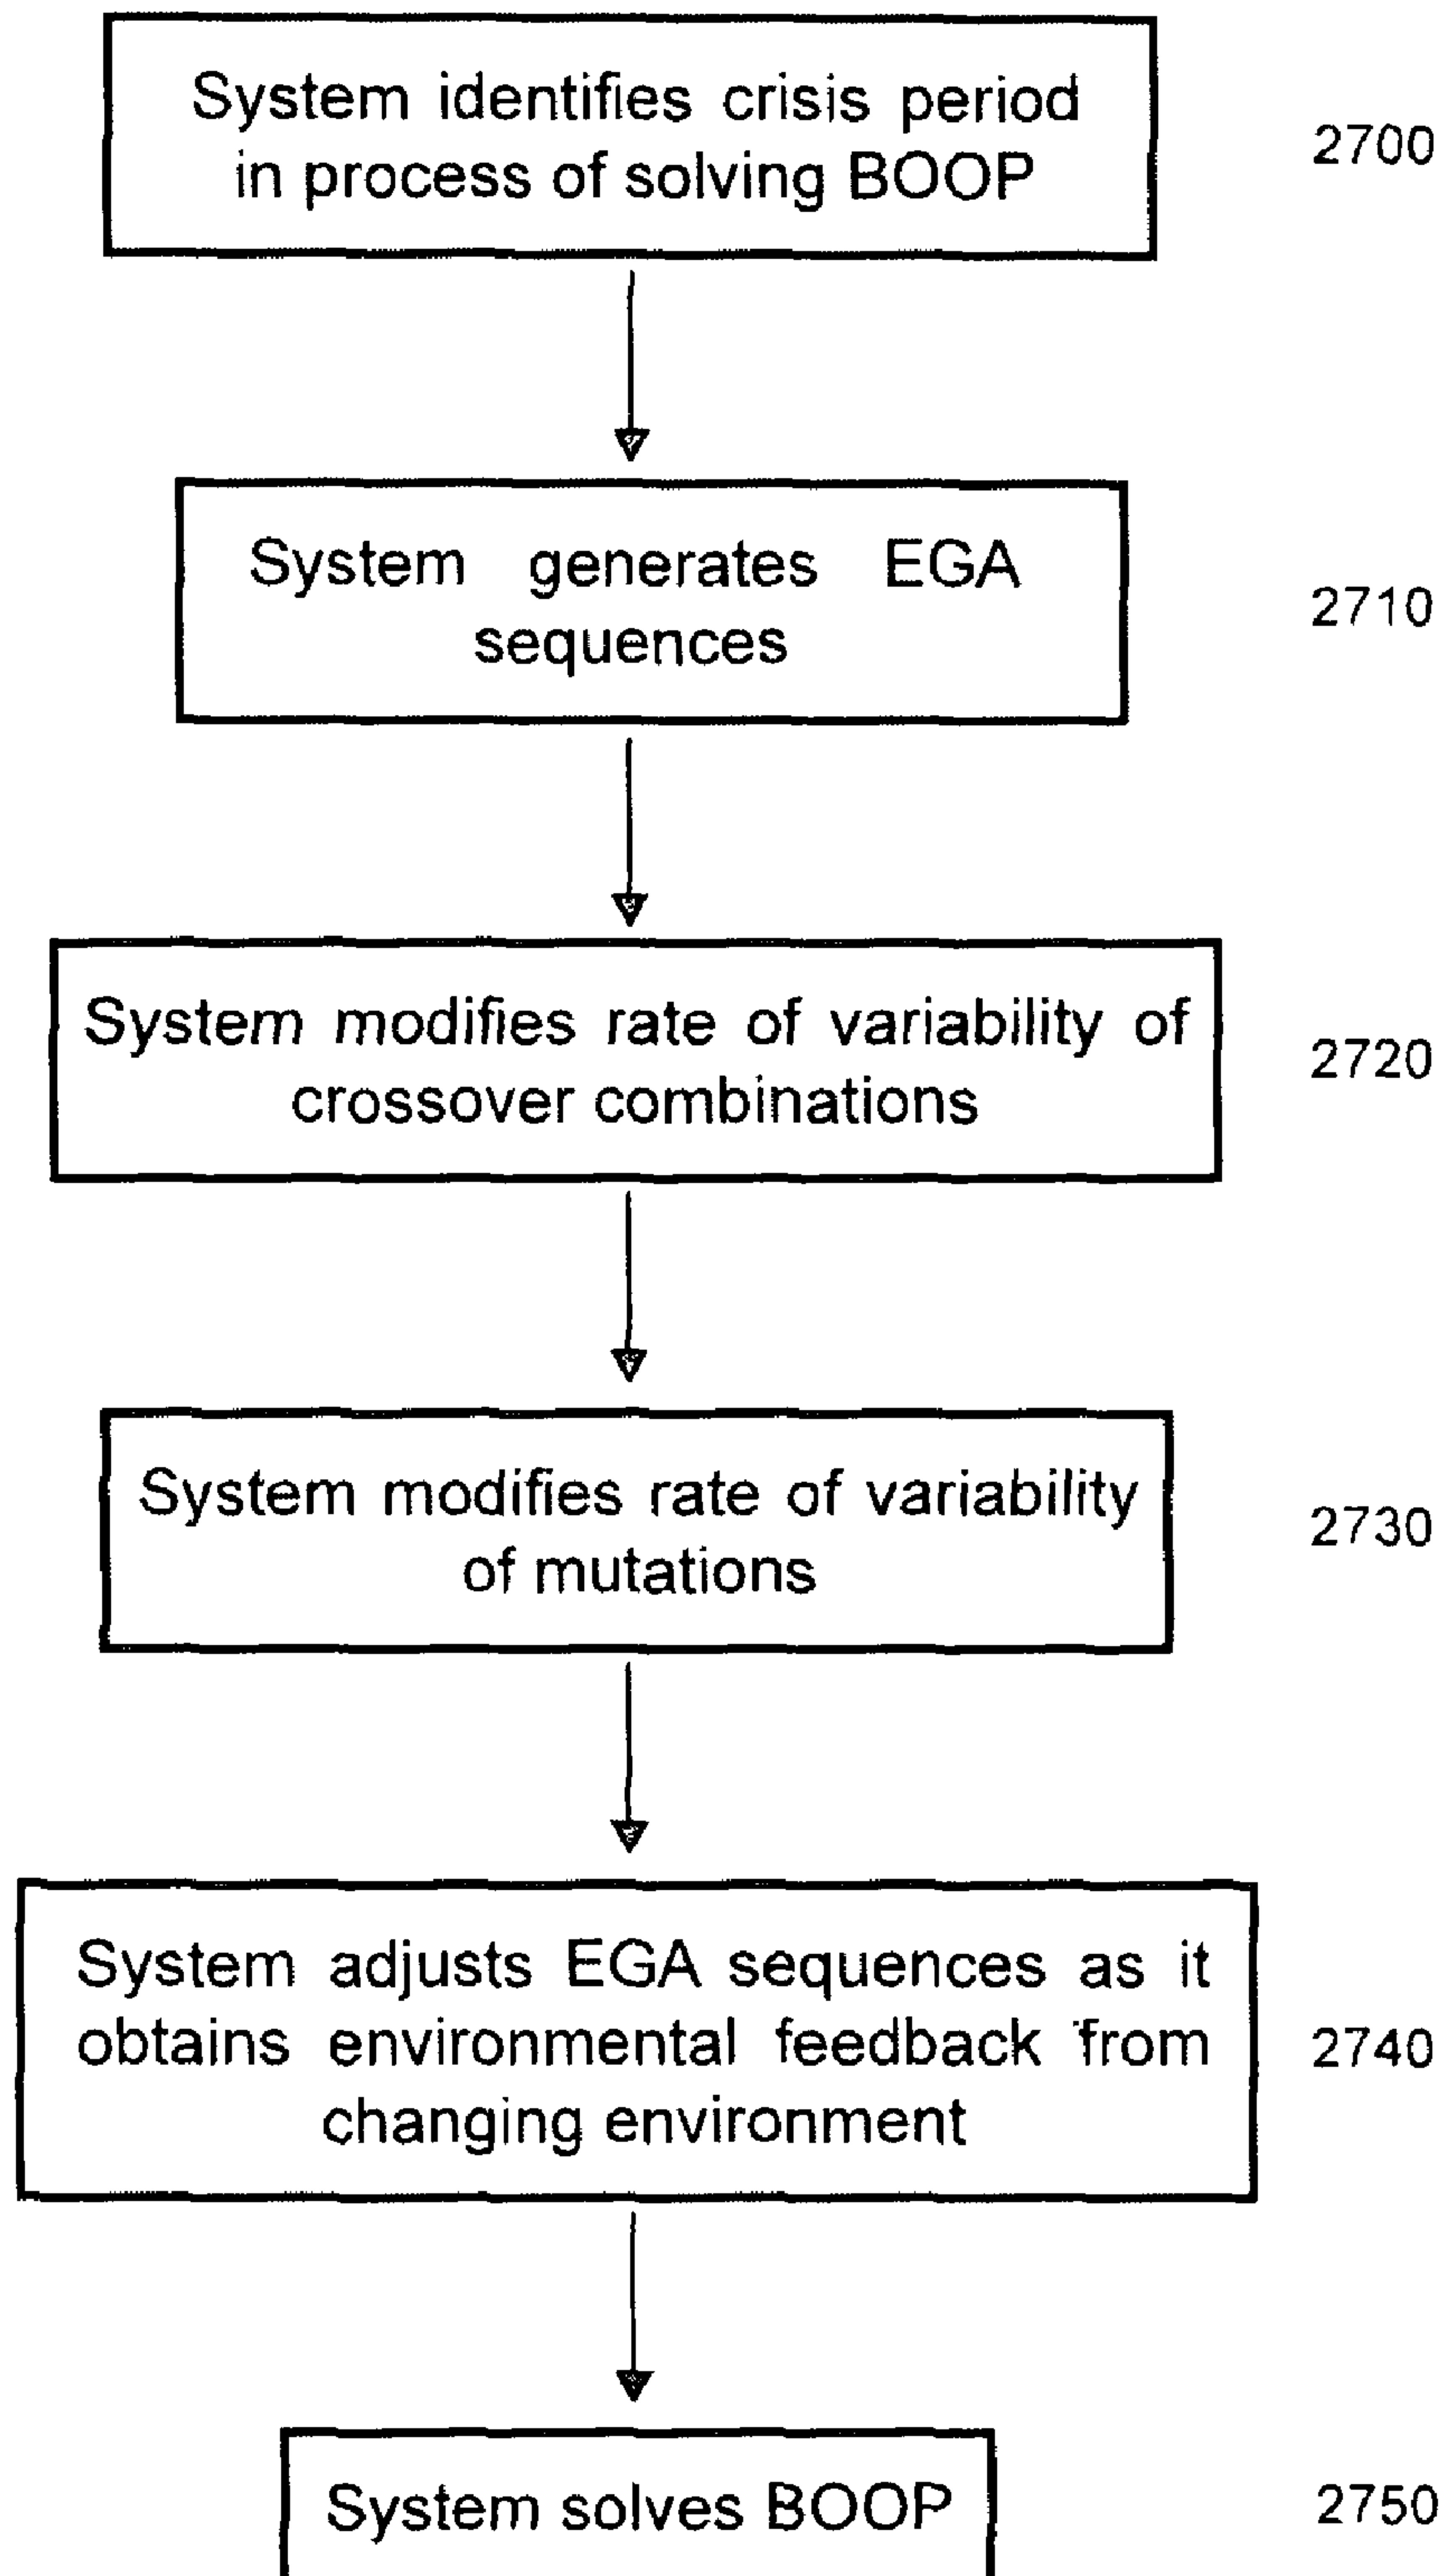 System identifies crisis period
in process of solving BOOP
2700
System generates EGA
sequences
2710
System modifies rate of variability of
crossover combinations
2720
System modifies rate of variability
of mutations
2730
System adjusts EGA sequences as it
obtains environmental feedback from
changing environment
2740
System solves BOOP
2750